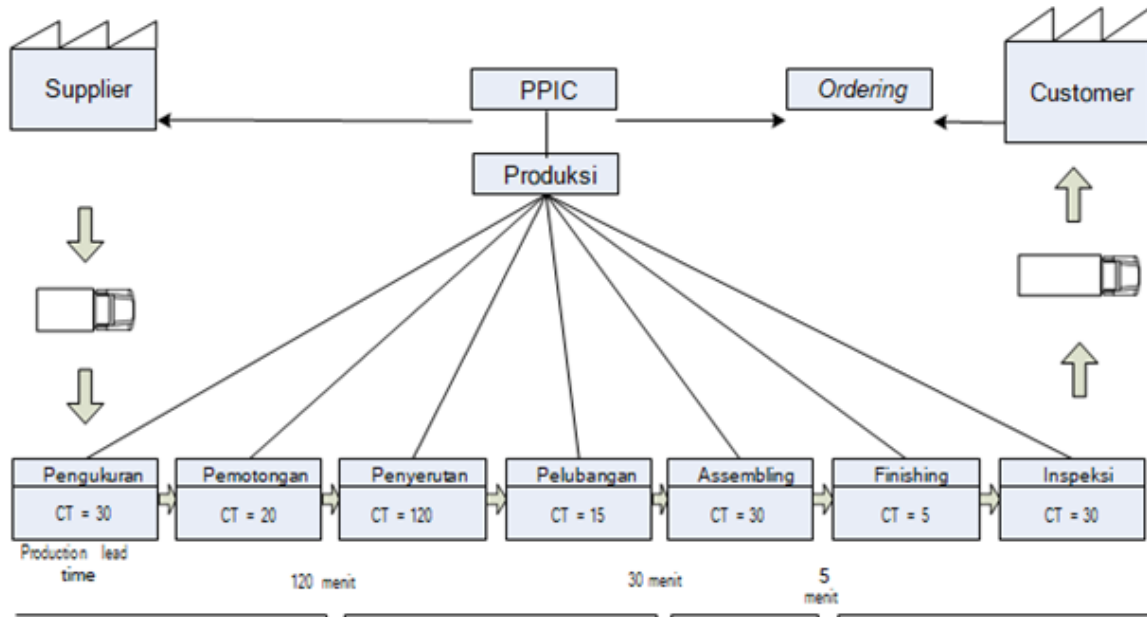 Supplier
PPIC
Ordering
Customer
Produksi
Pengukuran
CT = 30
Pemotongan
CT = 20
Penyerutan
CT = 120
Pelubangan
CT = 15
Assembling
CT = 30
Finishing
CT = 5
Inspeksi
CT = 30
Production lead
time
120 menit
30 menit
5
menit